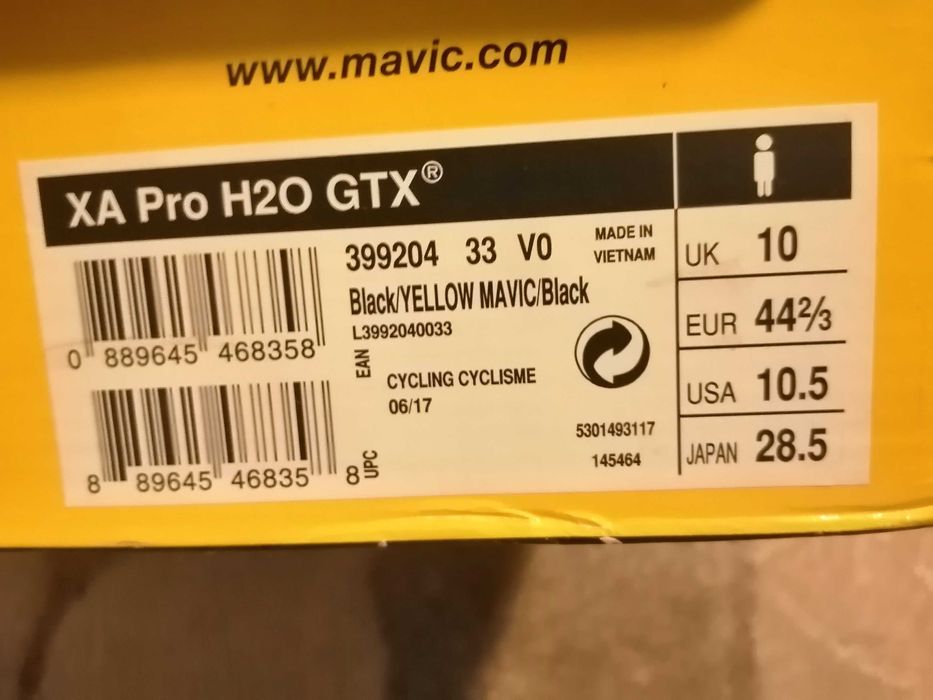 www.mavic.com
XA Pro H2O GTX®
399204 33 V0
MADE IN
VIETNAM
Black/YELLOW MAVIC/Black
L3992040033
0 889645 468358
EAN
CYCLING CYCLISME
06/17
8 89645 46835 8
UPC
5301493117
145464
UK 10
EUR 44⅔
USA 10.5
JAPAN 28.5